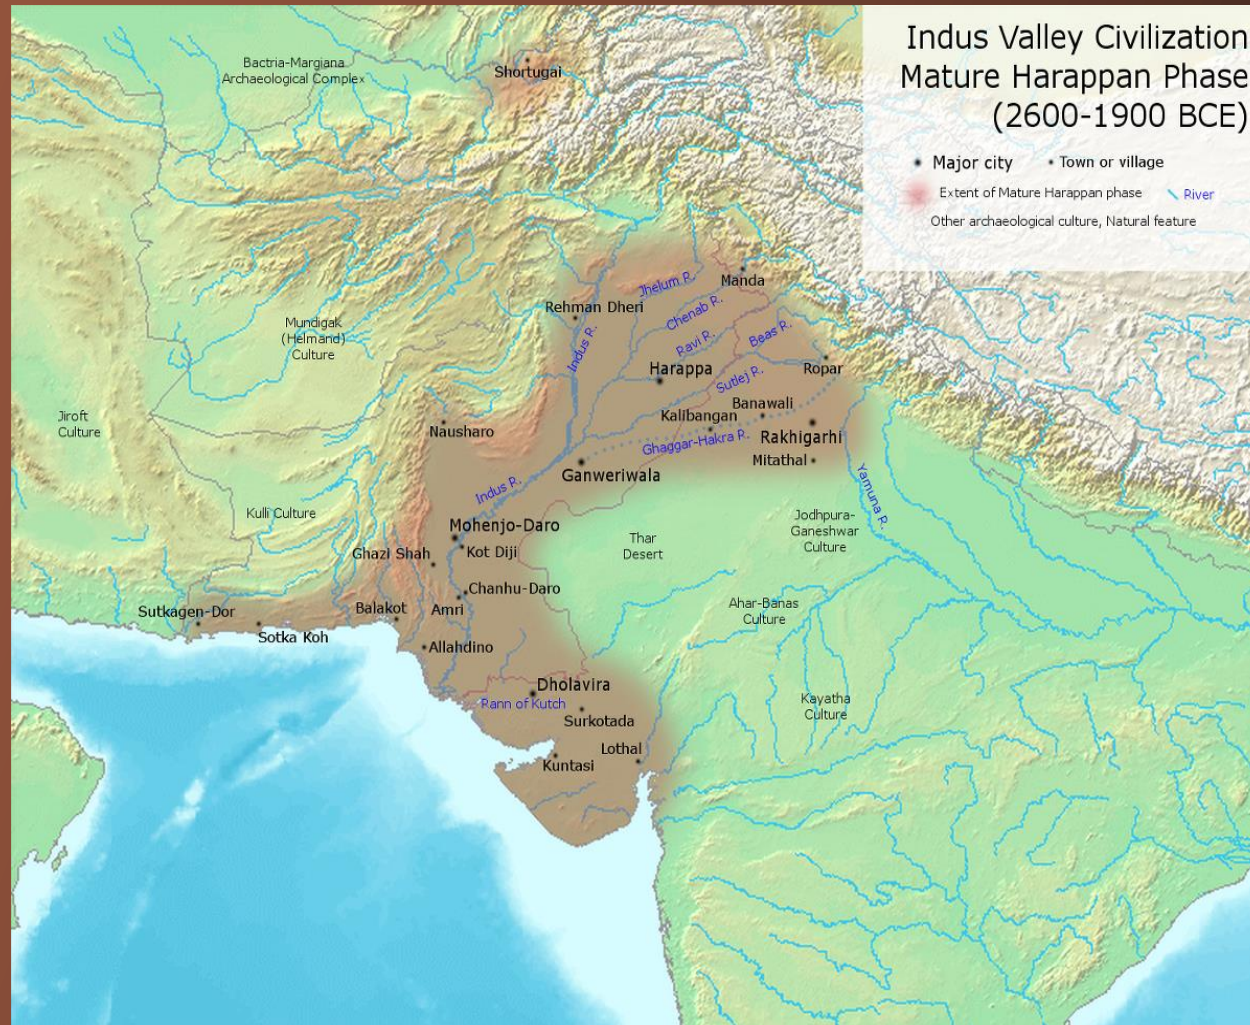 Indus Valley Civilization
Mature Harappan Phase
(2600-1900 BCE)
Major city
Town or village
Extent of Mature Harappan phase
River
Other archaeological culture, Natural feature
Bactria-Margiana
Archaeological Complex
Shortugai
Manda
Jhelum R.
Rehman Dheri
Chenab R.
Mundigak
(Helmand)
Culture
Indus R.
Ravi R.
Beas R.
Harappa
Ropar
Sutlej R.
Jiroft
Culture
Banawali
Kalibangan
Nausharo
Rakhigarhi
Ghaggar-Hakra R.
Mitathal
Ganweriwala
Indus R.
Yamuna R.
Kulli Culture
Mohenjo-Daro
Jodhpura-
Ganeshwar
Culture
Thar
Desert
Ghazi Shah
Kot Diji
Chanhu-Daro
Sutkagen-Dor
Balakot
Amri
Ahar-Banas
Culture
Sotka Koh
Allahdino
Dholavira
Rann of Kutch
Kayatha
Culture
Surkotada
Lothal
Kuntasi